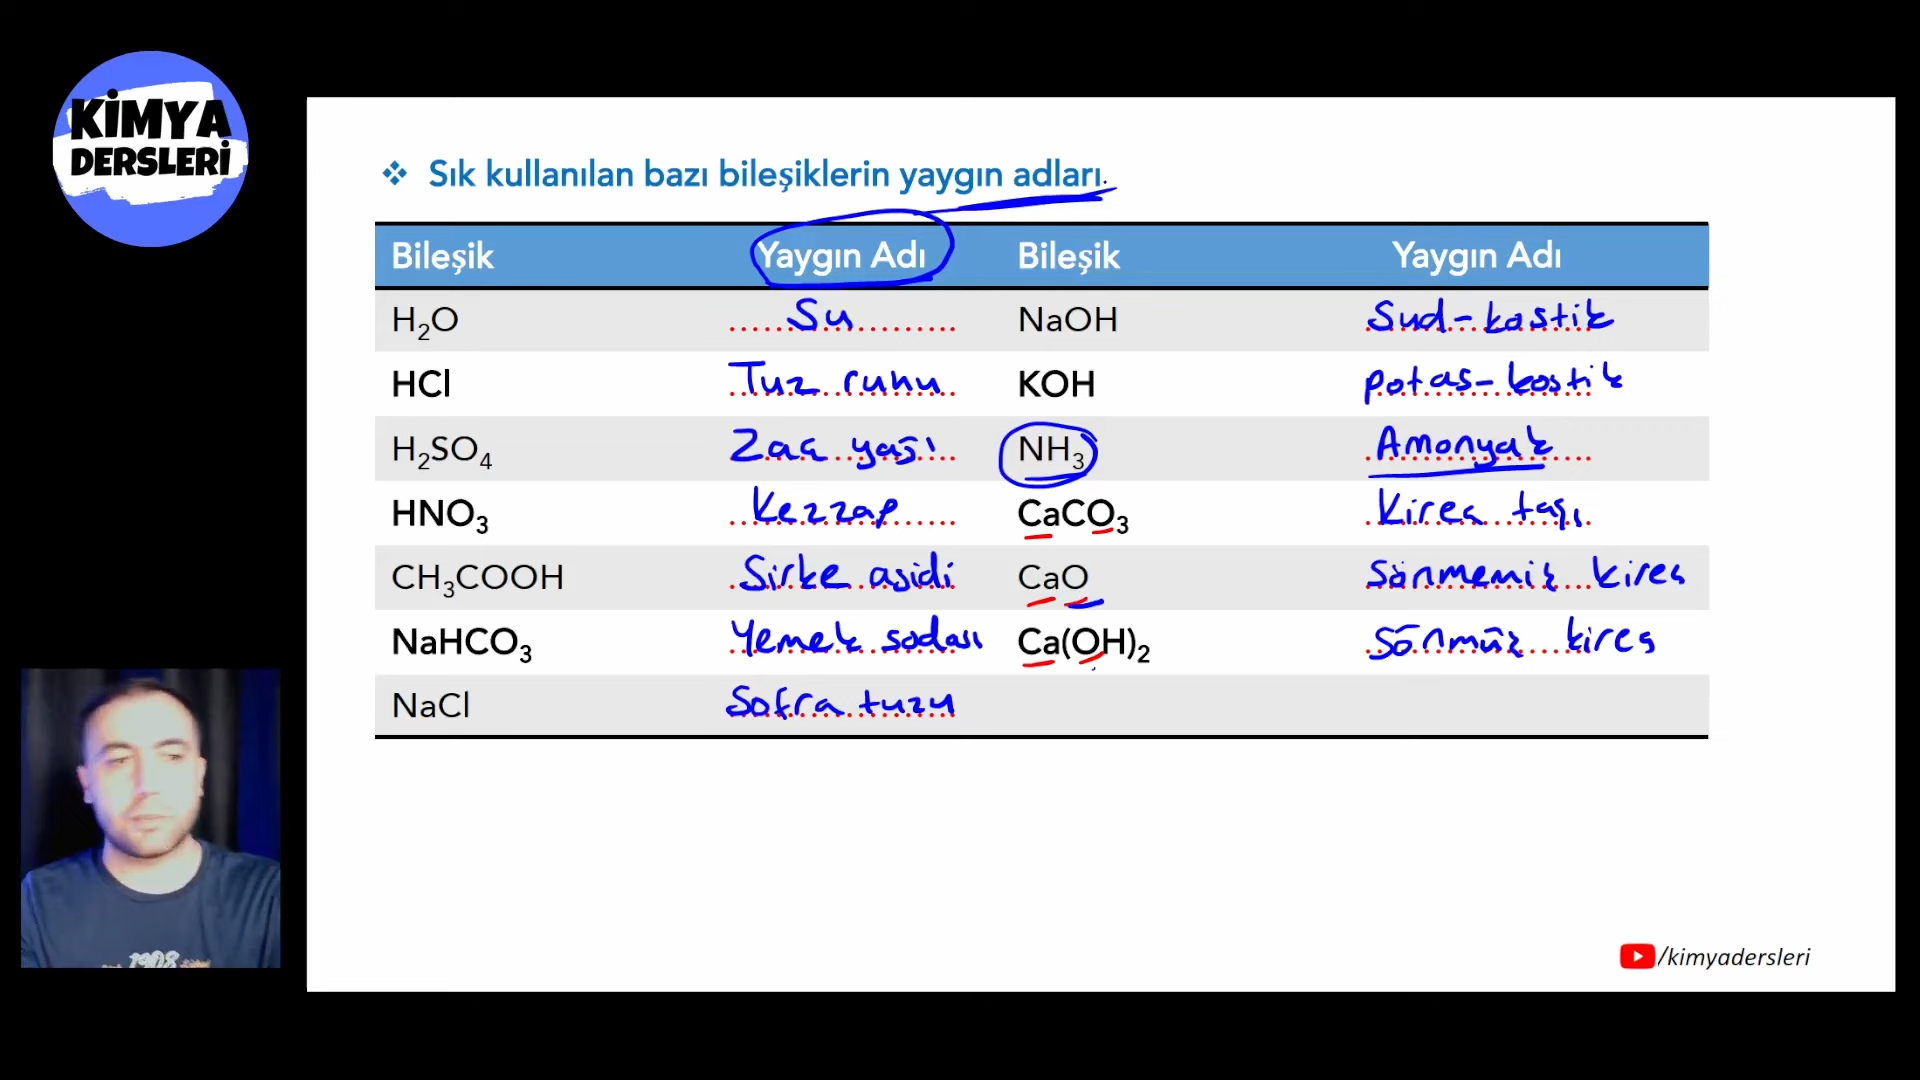 KİMYA
DERSLERİ
❖ Sık kullanılan bazı bileşiklerin yaygın adları.
Bileşik Yaygın Adı Bileşik Yaygın Adı
H₂O Su NaOH Sud-kostik
HCl Tuz ruhu KOH potas-kostik
H₂SO₄ Zaç yağı NH₃ Amonyak
HNO₃ Kezzap CaCO₃ Kireç taşı
CH₃COOH Sirke asidi CaO Sönmemiş kireç
NaHCO₃ Yemek sodası Ca(OH)₂ Sönmüş kireç
NaCl Sofra tuzu
1908
/kimyadersleri